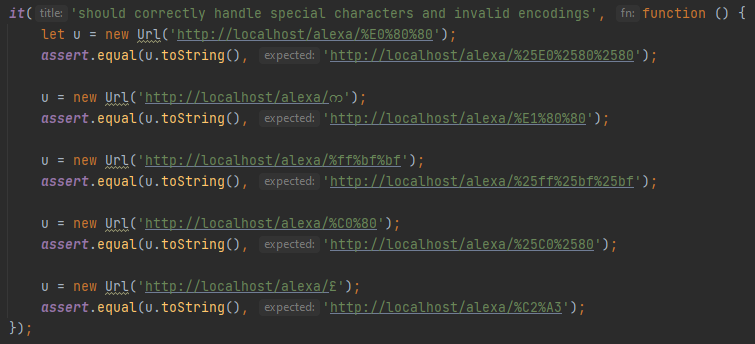 it( title: 'should correctly handle special characters and invalid encodings', fn: function () {
let u = new Url('http://localhost/alexa/%E0%80%80');
assert.equal(u.toString(), expected: 'http://localhost/alexa/%25E0%2580%2580');
u = new Url('http://localhost/alexa/က');
assert.equal(u.toString(), expected: 'http://localhost/alexa/%E1%80%80');
u = new Url('http://localhost/alexa/%ff%bf%bf');
assert.equal(u.toString(), expected: 'http://localhost/alexa/%25ff%25bf%25bf');
u = new Url('http://localhost/alexa/%C0%80');
assert.equal(u.toString(), expected: 'http://localhost/alexa/%25C0%2580');
u = new Url('http://localhost/alexa/£');
assert.equal(u.toString(), expected: 'http://localhost/alexa/%C2%A3');
});